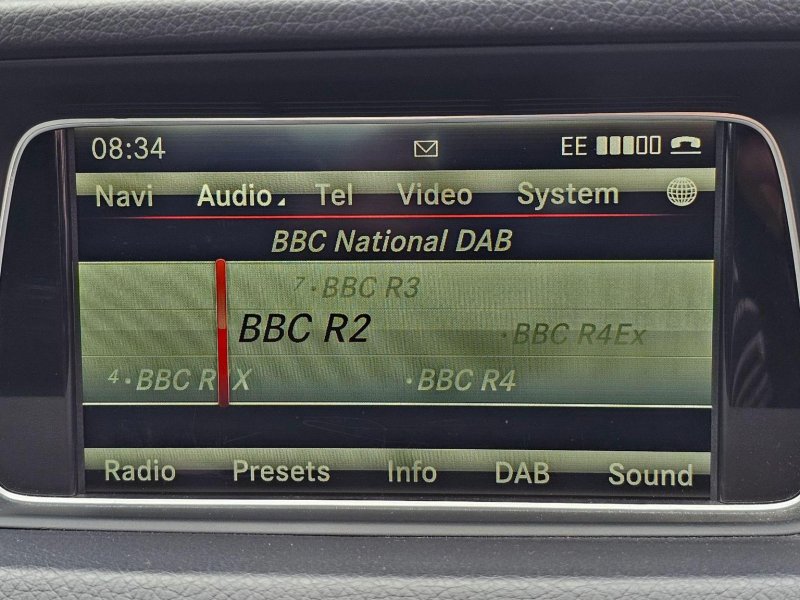 08:34 EE
Navi Audio Tel Video System
BBC National DAB
7 · BBC R3
BBC R2 · BBC R4Ex
4 · BBC R1X · BBC R4
Radio Presets Info DAB Sound